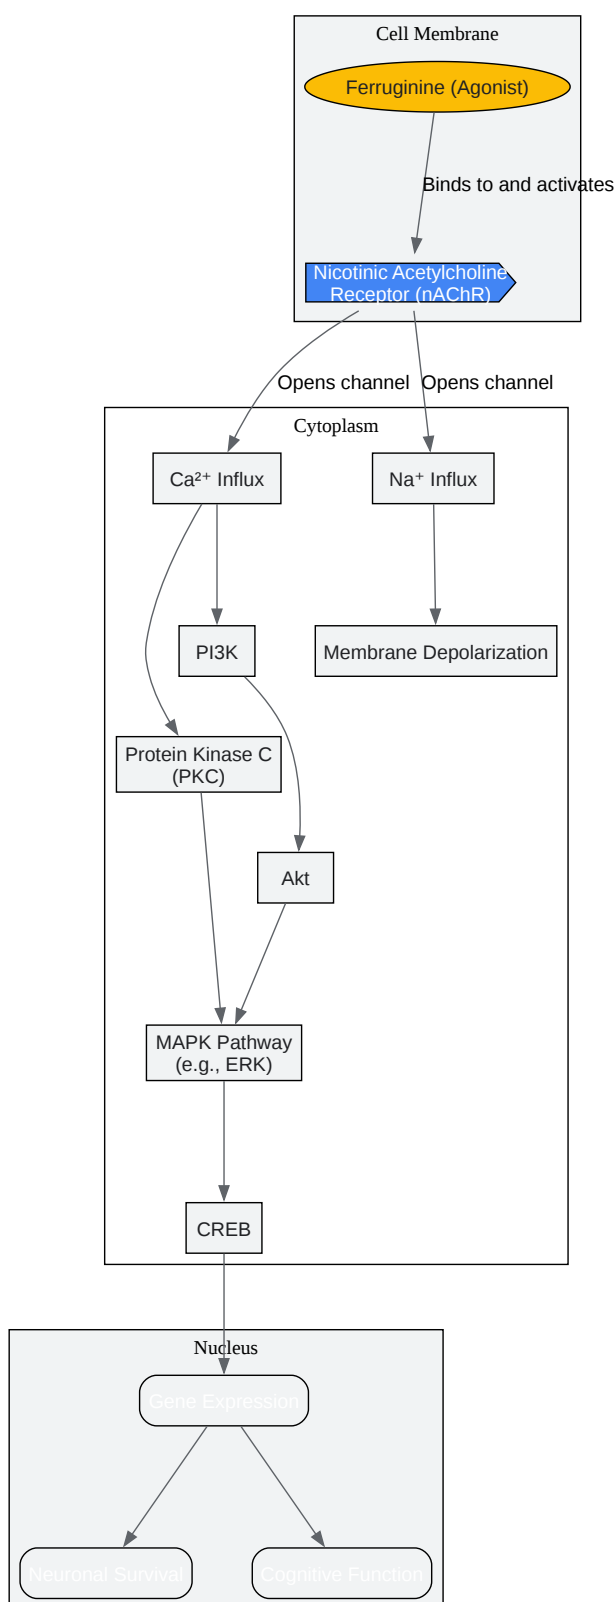 Cell Membrane
Ferruginine (Agonist)
Binds to and activates
Nicotinic Acetylcholine
Receptor (nAChR)
Opens channel
Opens channel
Cytoplasm
Ca²⁺ Influx
Na⁺ Influx
PI3K
Membrane Depolarization
Protein Kinase C
(PKC)
Akt
MAPK Pathway
(e.g., ERK)
CREB
Nucleus
Gene Expression
Neuronal Survival
Cognitive Function